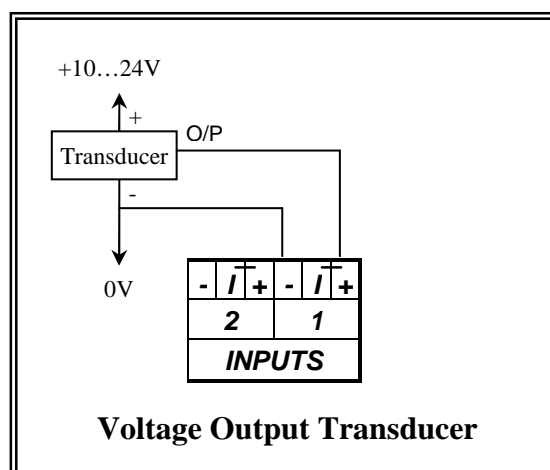 +10…24V
+
O/P
Transducer
-
0V
- I + - I +
2 1
INPUTS
Voltage Output Transducer